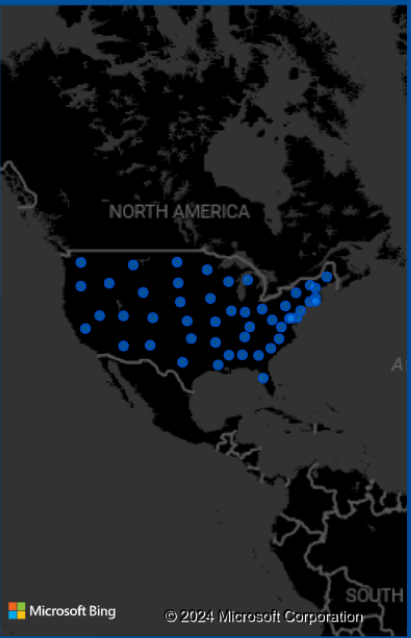 NORTH AMERICA
A
SOUTH
Microsoft Bing
© 2024 Microsoft Corporation